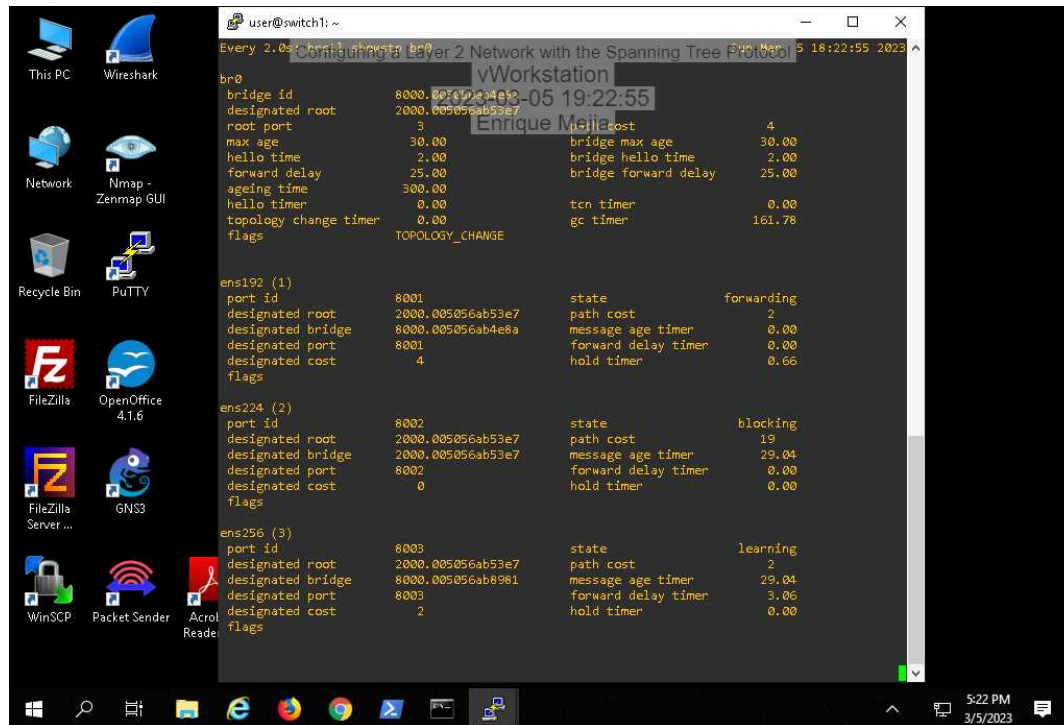 user@switch1: ~
Every 2.0s: brctl showstp br0 Sun Mar 5 18:22:55 2023
Configuring a Layer 2 Network with the Spanning Tree Protocol
vWorkstation
2023-03-05 19:22:55
Enrique Mejia
br0
bridge id 8000.005056ab4e8a
designated root 2000.005056ab53e7
root port 3 path cost 4
max age 30.00 bridge max age 30.00
hello time 2.00 bridge hello time 2.00
forward delay 25.00 bridge forward delay 25.00
ageing time 300.00
hello timer 0.00 tcn timer 0.00
topology change timer 0.00 gc timer 161.78
flags TOPOLOGY_CHANGE
ens192 (1)
port id 8001 state forwarding
designated root 2000.005056ab53e7 path cost 2
designated bridge 8000.005056ab4e8a message age timer 0.00
designated port 8001 forward delay timer 0.00
designated cost 4 hold timer 0.66
flags
ens224 (2)
port id 8002 state blocking
designated root 2000.005056ab53e7 path cost 19
designated bridge 2000.005056ab53e7 message age timer 29.04
designated port 8002 forward delay timer 0.00
designated cost 0 hold timer 0.00
flags
ens256 (3)
port id 8003 state learning
designated root 2000.005056ab53e7 path cost 2
designated bridge 8000.005056ab8981 message age timer 29.04
designated port 8003 forward delay timer 3.06
designated cost 2 hold timer 0.00
flags
This PC
Wireshark
Network
Nmap -
Zenmap GUI
Recycle Bin
PuTTY
FileZilla
OpenOffice
4.1.6
FileZilla
Server ...
GNS3
WinSCP
Packet Sender
Acrol
Reade
5:22 PM
3/5/2023